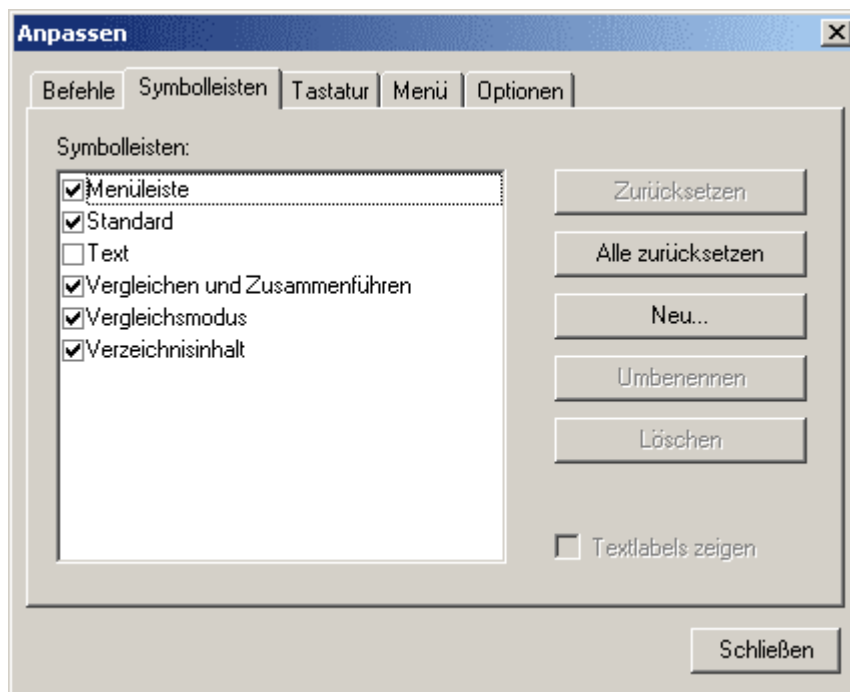 Anpassen
Befehle Symbolleisten Tastatur Menü Optionen
Symbolleisten:
Menüleiste
Standard
Text
Vergleichen und Zusammenführen
Vergleichsmodus
Verzeichnisinhalt
Zurücksetzen
Alle zurücksetzen
Neu...
Umbenennen
Löschen
Textlabels zeigen
Schließen